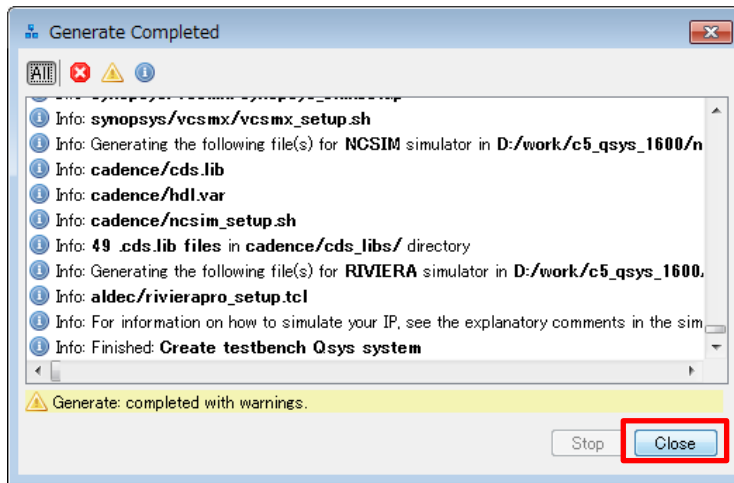 Generate Completed
All
Info: synopsys/vcsmx/vcsmx_setup.sh
Info: Generating the following file(s) for NCSIM simulator in D:/work/c5_qsys_1600/n
Info: cadence/cds.lib
Info: cadence/hdl.var
Info: cadence/ncsim_setup.sh
Info: 49 .cds.lib files in cadence/cds_libs/ directory
Info: Generating the following file(s) for RIVIERA simulator in D:/work/c5_qsys_1600,
Info: aldec/rivierapro_setup.tcl
Info: For information on how to simulate your IP, see the explanatory comments in the sim
Info: Finished: Create testbench Qsys system
Generate: completed with warnings.
Stop Close